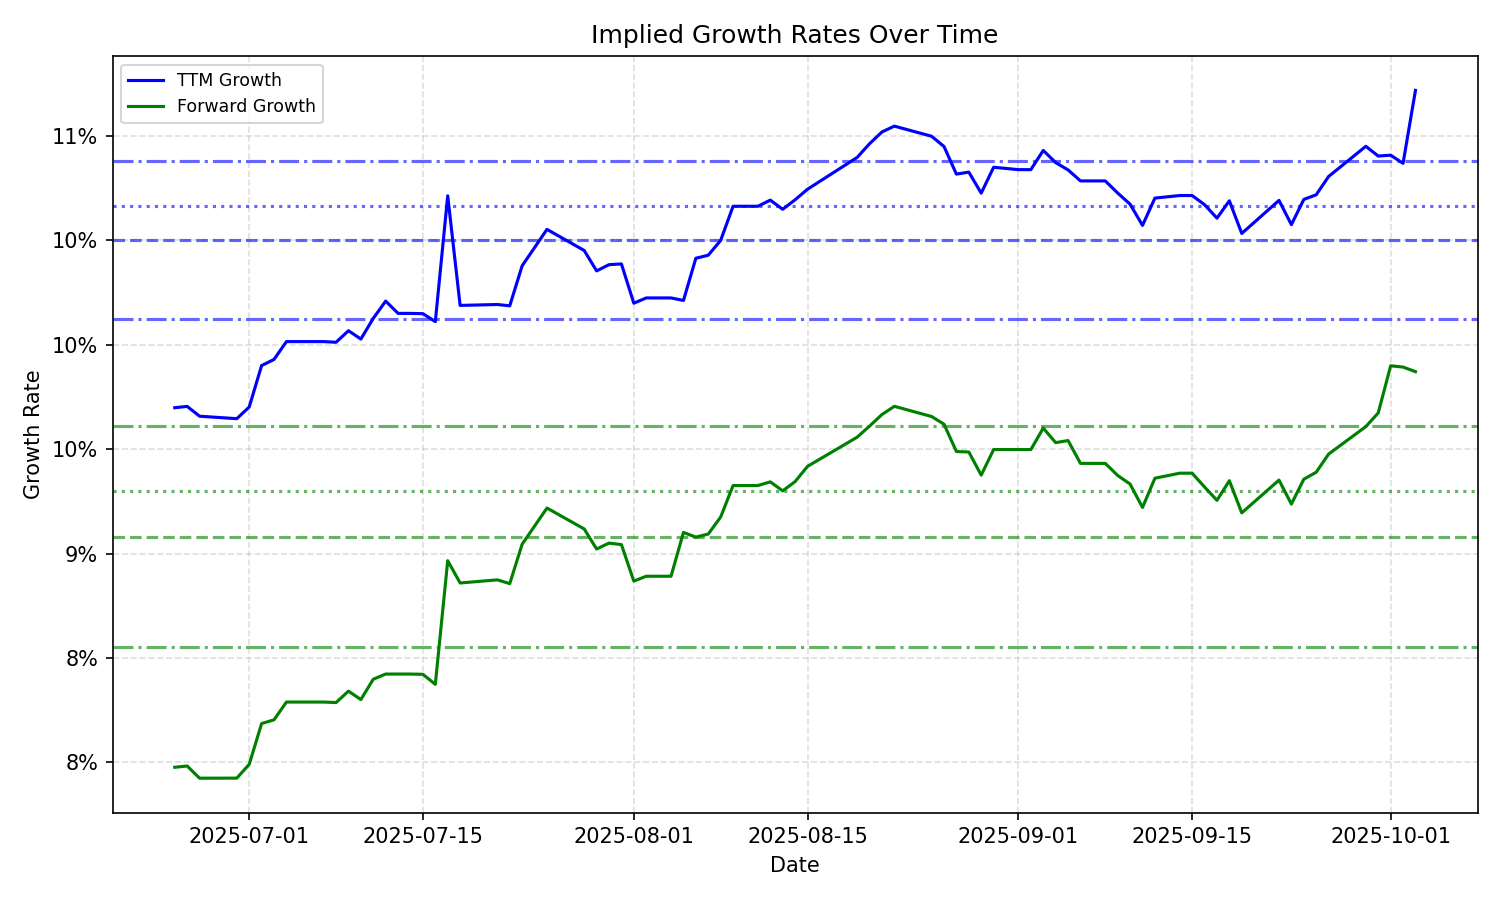 Implied Growth Rates Over Time
TTM Growth
Forward Growth
11%
10%
10%
10%
9%
8%
8%
Growth Rate
2025-07-01
2025-07-15
2025-08-01
2025-08-15
2025-09-01
2025-09-15
2025-10-01
Date